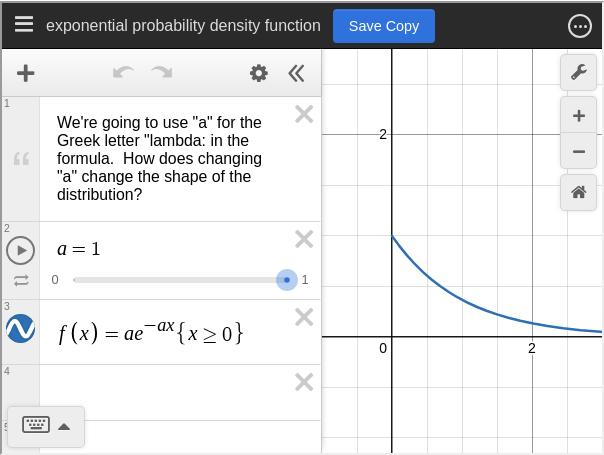 exponential probability density function
Save Copy
1
We're going to use "a" for the
Greek letter "lambda: in the
formula.  How does changing
"a" change the shape of the
distribution?
2
a = 1
0
1
3
f (x) = ae^{−ax}{x ≥ 0}
4
5
2
0
2